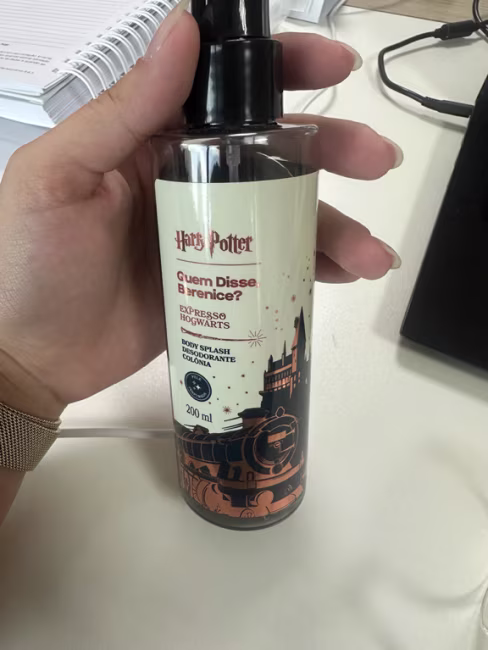 Harry Potter
Quem Disse,
Berenice?
EXPRESSO
HOGWARTS
BODY SPLASH
DESODORANTE
COLÔNIA
200 ml